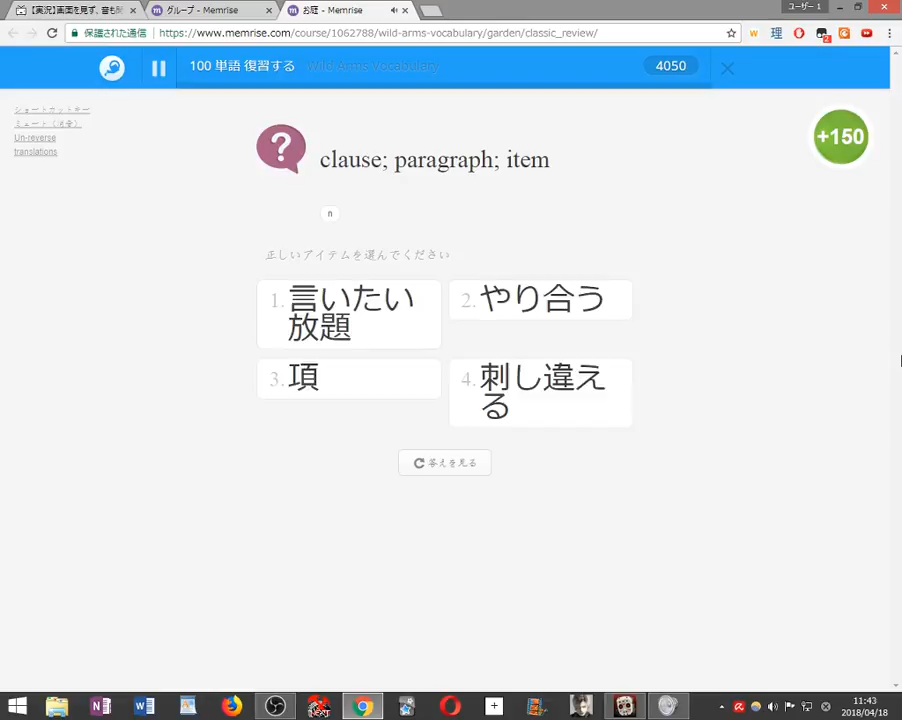 【実況】画面を見ず、音も聞
グループ - Memrise
お庭 - Memrise
ユーザー 1
保護された通信
https://www.memrise.com/course/1062788/wild-arms-vocabulary/garden/classic_review/
100 単語 復習する
Wild Arms Vocabulary
4050
ショートカットキー
ミュート（消音）
Un-reverse
translations
?
clause; paragraph; item
+150
n
正しいアイテムを選んでください
1. 言いたい
放題
2. やり合う
3. 項
4. 刺し違え
る
答えを見る
11:43
2018/04/18